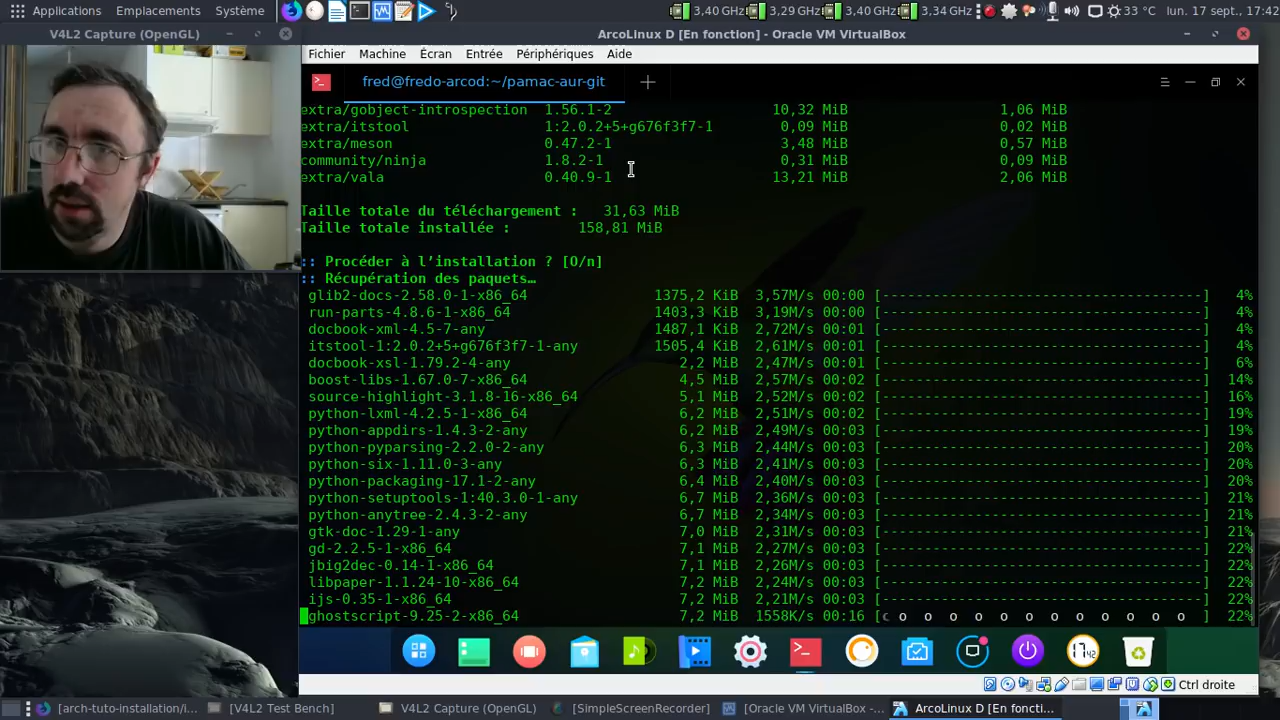 Applications Emplacements Système 3,40 GHz 3,29 GHz 3,40 GHz 3,34 GHz 33 °C lun. 17 sept., 17:42
V4L2 Capture (OpenGL)
ArcoLinux D [En fonction] - Oracle VM VirtualBox
Fichier Machine Écran Entrée Périphériques Aide
fred@fredo-arcod:~/pamac-aur-git
extra/gobject-introspection 1.56.1-2 10,32 MiB 1,06 MiB
extra/itstool 1:2.0.2+5+g676f3f7-1 0,09 MiB 0,02 MiB
extra/meson 0.47.2-1 3,48 MiB 0,57 MiB
community/ninja 1.8.2-1 0,31 MiB 0,09 MiB
extra/vala 0.40.9-1 13,21 MiB 2,06 MiB
Taille totale du téléchargement : 31,63 MiB
Taille totale installée : 158,81 MiB
:: Procéder à l’installation ? [O/n]
:: Récupération des paquets…
glib2-docs-2.58.0-1-x86_64 1375,2 KiB 3,57M/s 00:00 [--------------------------------------] 4%
run-parts-4.8.6-1-x86_64 1403,3 KiB 3,19M/s 00:00 [--------------------------------------] 4%
docbook-xml-4.5-7-any 1487,1 KiB 2,72M/s 00:01 [--------------------------------------] 4%
itstool-1:2.0.2+5+g676f3f7-1-any 1505,4 KiB 2,61M/s 00:01 [--------------------------------------] 4%
docbook-xsl-1.79.2-4-any 2,2 MiB 2,47M/s 00:01 [--------------------------------------] 6%
boost-libs-1.67.0-7-x86_64 4,5 MiB 2,57M/s 00:02 [--------------------------------------] 14%
source-highlight-3.1.8-16-x86_64 5,1 MiB 2,52M/s 00:02 [--------------------------------------] 16%
python-lxml-4.2.5-1-x86_64 6,2 MiB 2,51M/s 00:02 [--------------------------------------] 19%
python-appdirs-1.4.3-2-any 6,2 MiB 2,49M/s 00:03 [--------------------------------------] 19%
python-pyparsing-2.2.0-2-any 6,3 MiB 2,44M/s 00:03 [--------------------------------------] 20%
python-six-1.11.0-3-any 6,3 MiB 2,41M/s 00:03 [--------------------------------------] 20%
python-packaging-17.1-2-any 6,4 MiB 2,40M/s 00:03 [--------------------------------------] 20%
python-setuptools-1:40.3.0-1-any 6,7 MiB 2,36M/s 00:03 [--------------------------------------] 21%
python-anytree-2.4.3-2-any 6,7 MiB 2,34M/s 00:03 [--------------------------------------] 21%
gtk-doc-1.29-1-any 7,0 MiB 2,31M/s 00:03 [--------------------------------------] 21%
gd-2.2.5-1-x86_64 7,1 MiB 2,27M/s 00:03 [--------------------------------------] 22%
jbig2dec-0.14-1-x86_64 7,1 MiB 2,26M/s 00:03 [--------------------------------------] 22%
libpaper-1.1.24-10-x86_64 7,2 MiB 2,24M/s 00:03 [--------------------------------------] 22%
ijs-0.35-1-x86_64 7,2 MiB 2,21M/s 00:03 [--------------------------------------] 22%
ghostscript-9.25-2-x86_64 7,2 MiB 1558K/s 00:16 [c o o o o o o o o o o o o 22%
17 42
Ctrl droite
[arch-tuto-installation/i... [V4L2 Test Bench] V4L2 Capture (OpenGL) [SimpleScreenRecorder] [Oracle VM VirtualBox -... ArcoLinux D [En foncti...